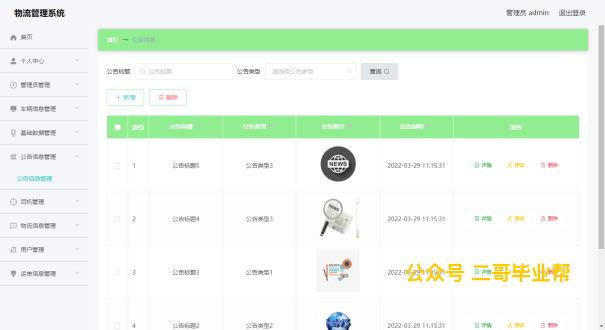 物流管理系统
管理员 admin 退出登录
首页
个人中心
管理员管理
车辆信息管理
基础数据管理
公告信息管理
公告信息管理
司机管理
物流信息管理
用户管理
运单信息管理
首页 公告信息
公告标题 公告标题 公告类型 请选择公告类型 查询
+ 新增 删除
索引 公告标题 公告类型 公告图片 公告时间 操作
1 公告标题5 公告类型3 NEWS 2022-03-29 11:15:31 详情 修改 删除
2 公告标题4 公告类型3 NEWS 2022-03-29 11:15:31 详情 修改 删除
3 公告标题3 公告类型1 2022-03-29 11:15:31 详情 修改 删除
公众号 二哥毕业帮
4 公告标题2 公告类型2 2022-03-29 11:15:31 详情 修改 删除